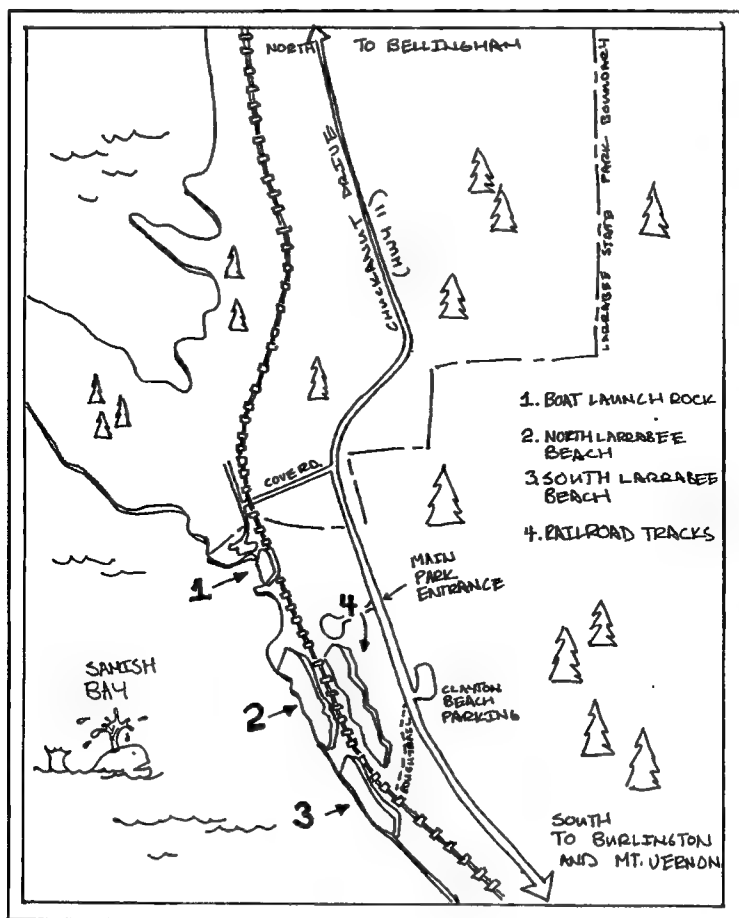 NORTH
TO BELLINGHAM
CHUCKANUT DRIVE
(HWY 11)
LARRABEE STATE PARK BOUNDARY
1. BOAT LAUNCH ROCK
2. NORTH LARRABEE
BEACH
3. SOUTH LARRABEE
BEACH
4. RAILROAD TRACKS
COVE RD.
MAIN
PARK
ENTRANCE
1
4
SAMISH
BAY
2
CLAYTON
BEACH
PARKING
ROUGH TRAIL
3
SOUTH
TO BURLINGTON
AND MT. VERNON